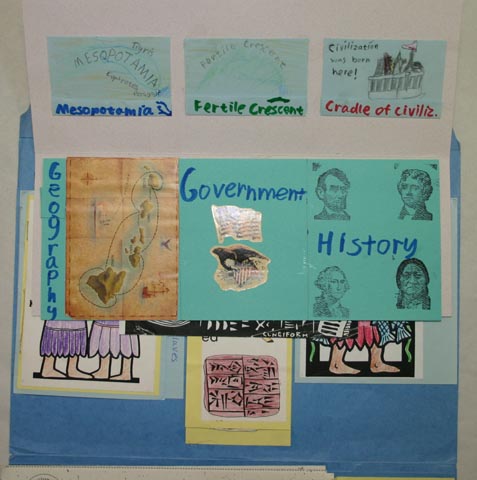 Tigris
MESOPOTAMIA
Euphrates
Mesopotamia
Fertile Crescent
Fertile Crescent
Civilization
was born
here!
Cradle of civiliz.
Geography
Government
History
CUNEIFORM